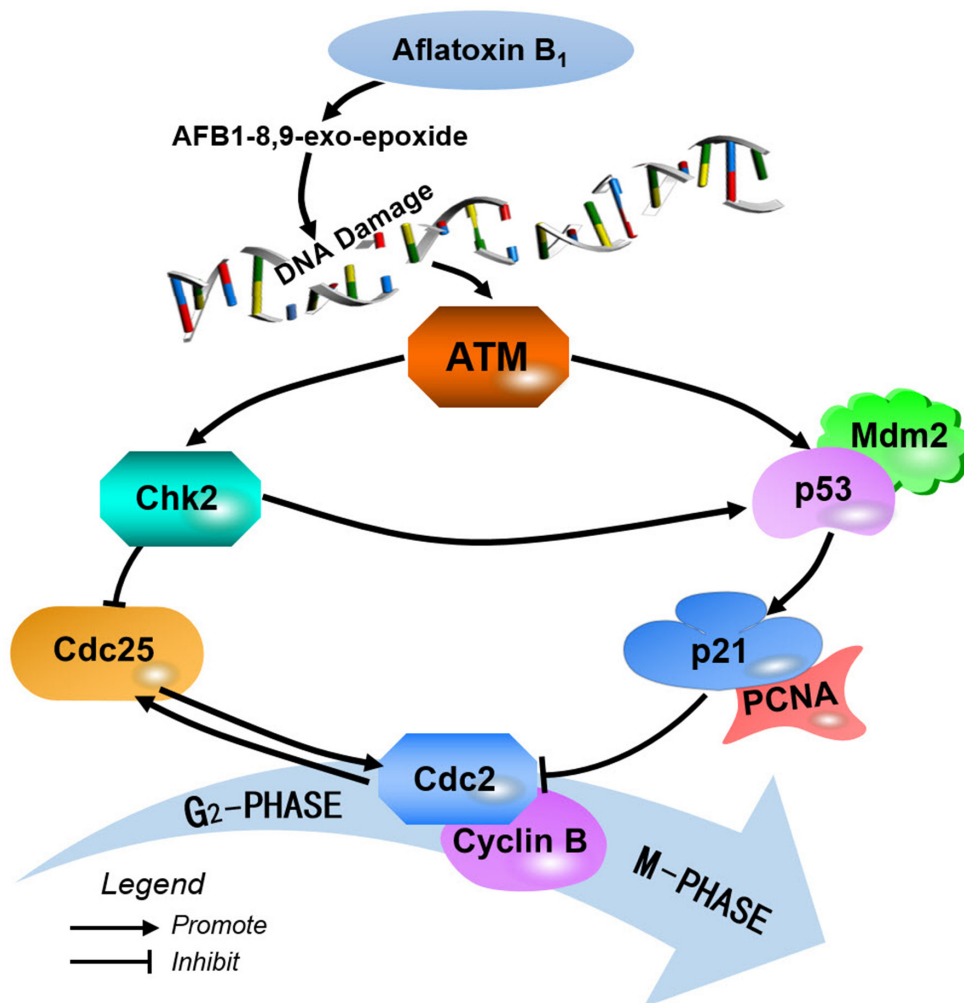 Aflatoxin B₁
AFB1-8,9-exo-epoxide
DNA Damage
ATM
Mdm2
p53
Chk2
Cdc25
p21
PCNA
Cdc2
G₂-PHASE
Cyclin B
M-PHASE
Legend
Promote
Inhibit